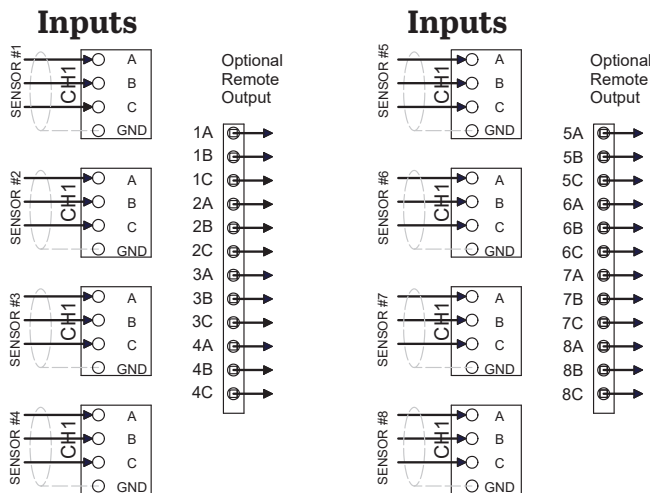 Inputs
SENSOR #1
CH1
A
B
C
GND
SENSOR #2
CH1
A
B
C
GND
SENSOR #3
CH1
A
B
C
GND
SENSOR #4
CH1
A
B
C
GND
Optional
Remote
Output
1A
1B
1C
2A
2B
2C
3A
3B
3C
4A
4B
4C
Inputs
SENSOR #5
CH1
A
B
C
GND
SENSOR #6
CH1
A
B
C
GND
SENSOR #7
CH1
A
B
C
GND
SENSOR #8
CH1
A
B
C
GND
Optional
Remote
Output
5A
5B
5C
6A
6B
6C
7A
7B
7C
8A
8B
8C